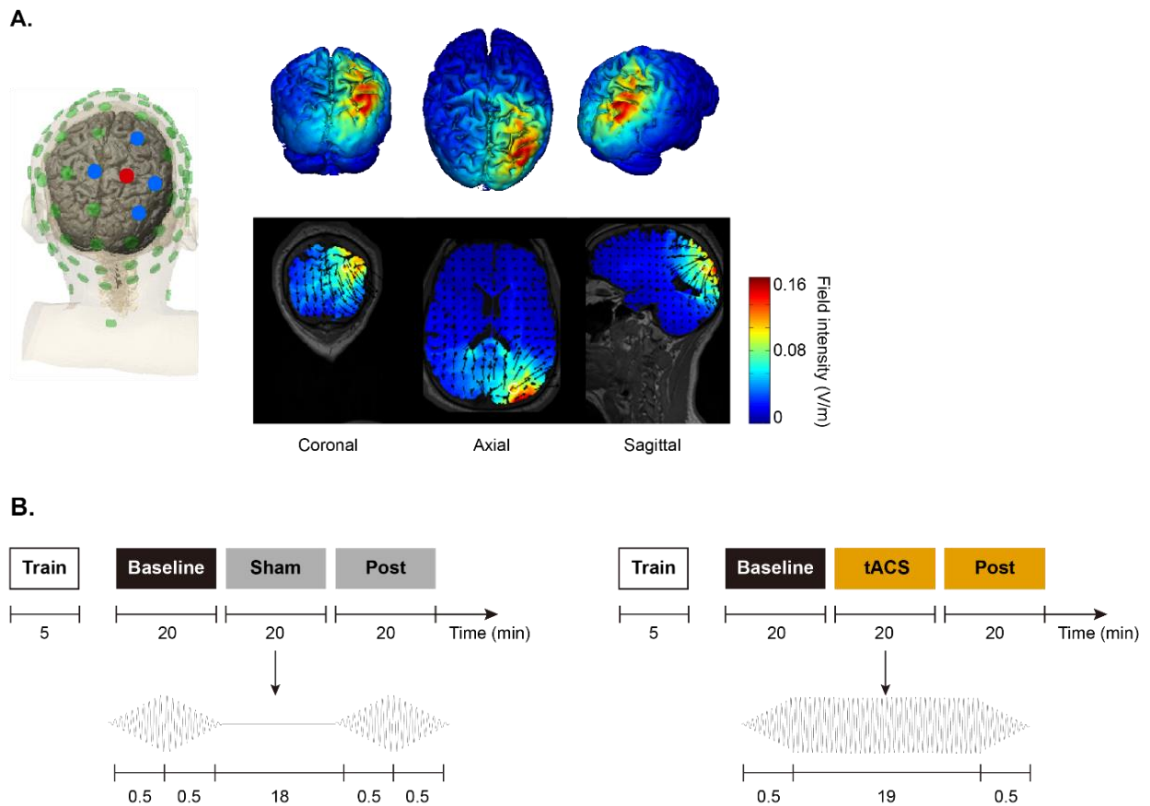 A.
0.16
0.08
0
Field intensity (V/m)
Coronal Axial Sagittal
B.
Train Baseline Sham Post
5 20 20 20 Time (min)
0.5 0.5 18 0.5 0.5
Train Baseline tACS Post
5 20 20 20 Time (min)
0.5 19 0.5